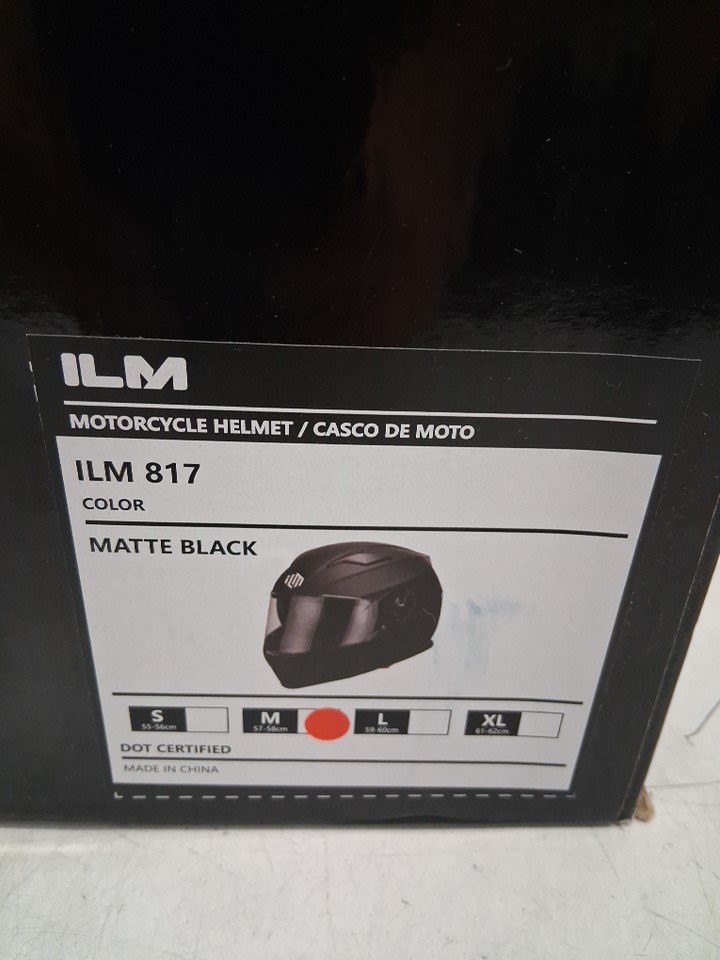 ILM
MOTORCYCLE HELMET / CASCO DE MOTO
ILM 817
COLOR
MATTE BLACK
ILM
S M L XL
55-56cm 57-58cm 59-60cm 61-62cm
DOT CERTIFIED
MADE IN CHINA